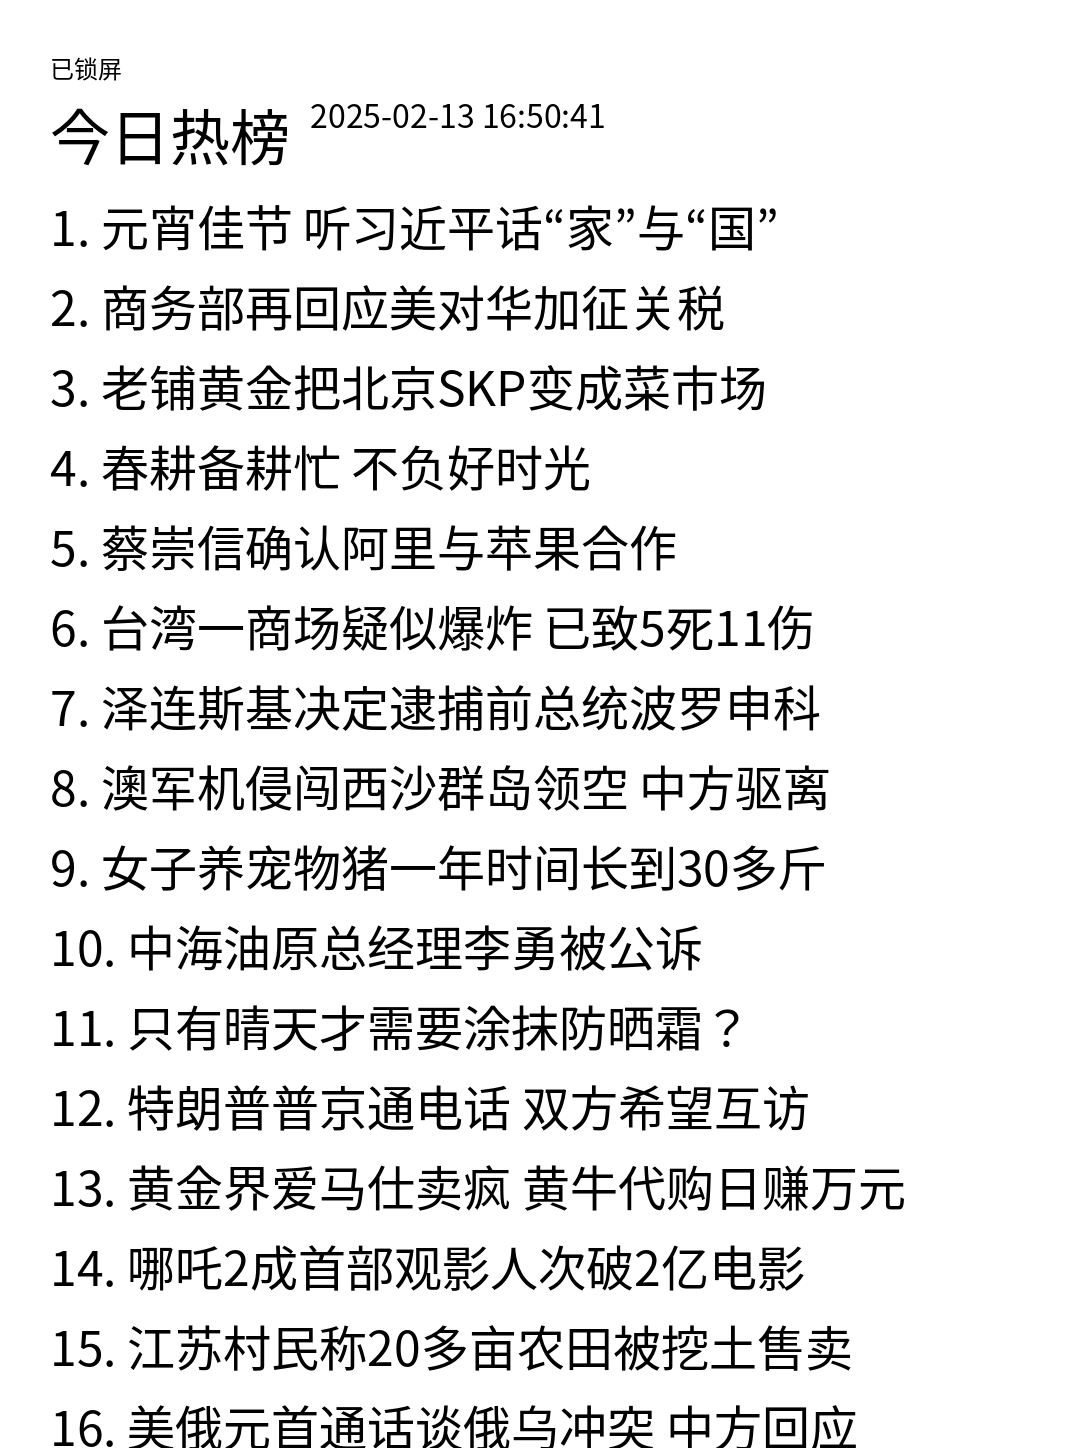 已锁屏
今日热榜 2025-02-13 16:50:41
1. 元宵佳节 听习近平话“家”与“国”
2. 商务部再回应美对华加征关税
3. 老铺黄金把北京SKP变成菜市场
4. 春耕备耕忙 不负好时光
5. 蔡崇信确认阿里与苹果合作
6. 台湾一商场疑似爆炸 已致5死11伤
7. 泽连斯基决定逮捕前总统波罗申科
8. 澳军机侵闯西沙群岛领空 中方驱离
9. 女子养宠物猪一年时间长到30多斤
10. 中海油原总经理李勇被公诉
11. 只有晴天才需要涂抹防晒霜？
12. 特朗普普京通电话 双方希望互访
13. 黄金界爱马仕卖疯 黄牛代购日赚万元
14. 哪吒2成首部观影人次破2亿电影
15. 江苏村民称20多亩农田被挖土售卖
16. 美俄元首通话谈俄乌冲突 中方回应